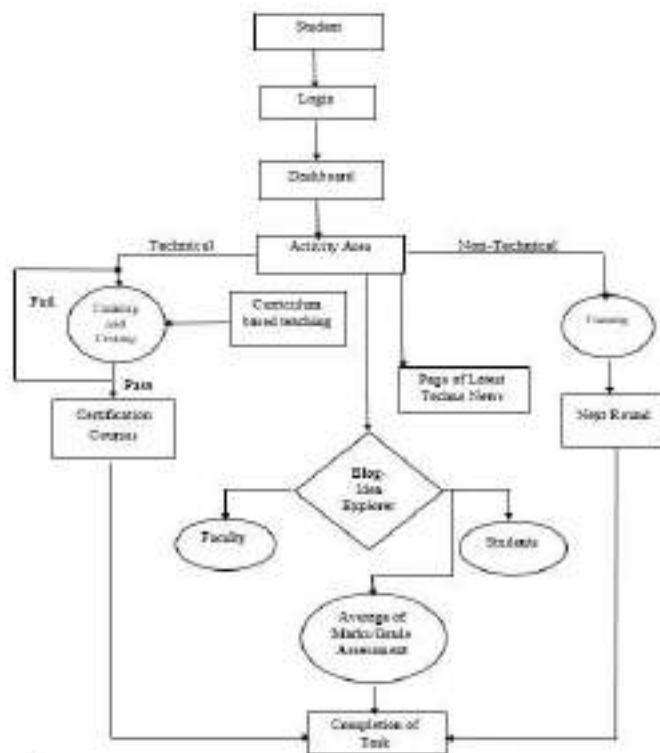 Student
Login
Dashboard
Technical
Activity Area
Non-Technical
Fail
Training
and
Testing
Curriculum
based teaching
Training
Pass
Page of Latest
Techno News
Certification
Courses
Next Round
Blog-
Idea
Explorer
Faculty
Students
Average of
Marks/Grade
Assessment
Completion of
Task